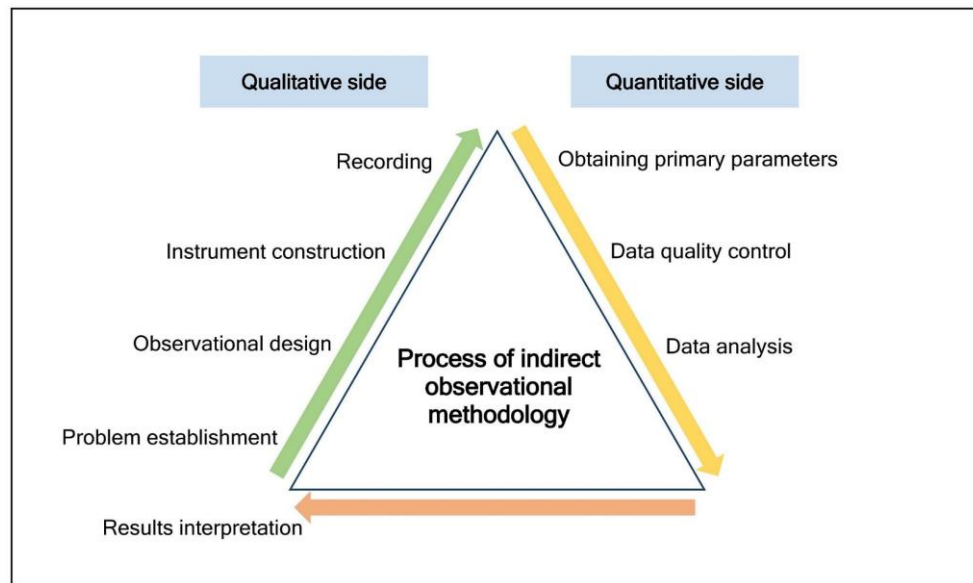 Qualitative side
Quantitative side
Recording
Obtaining primary parameters
Instrument construction
Data quality control
Observational design
Data analysis
Process of indirect
observational
methodology
Problem establishment
Results interpretation